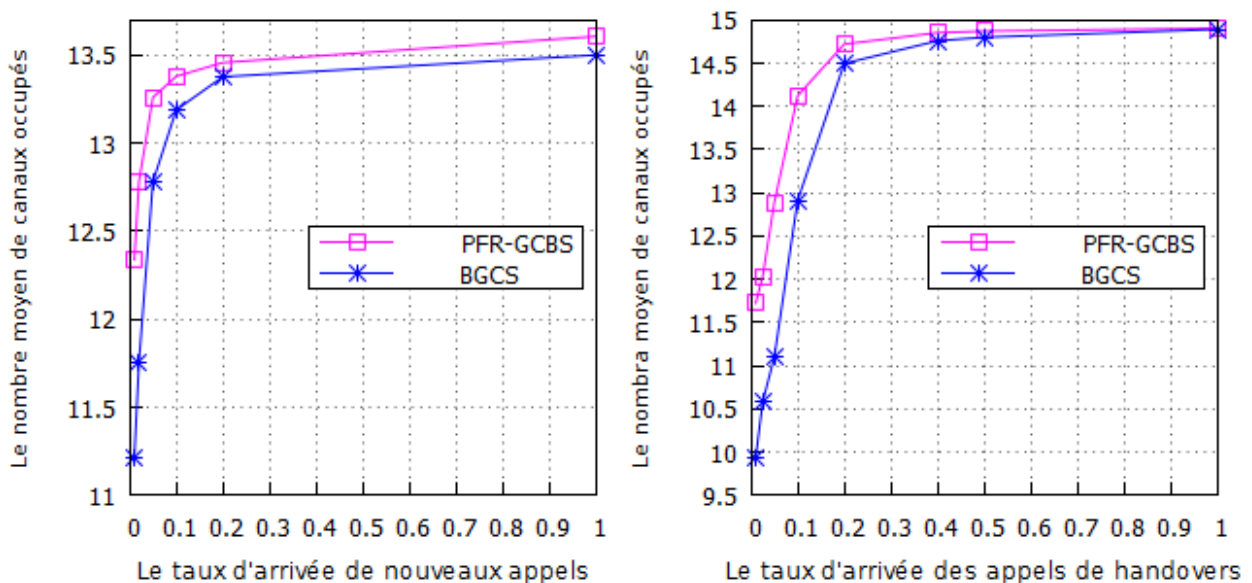 Le nombre moyen de canaux occupés
13.5
13
12.5
12
11.5
11
PFR-GCBS
BGCS
0 0.1 0.2 0.3 0.4 0.5 0.6 0.7 0.8 0.9 1
Le taux d'arrivée de nouveaux appels
Le nombra moyen de canaux occupés
15
14.5
14
13.5
13
12.5
12
11.5
11
10.5
10
9.5
PFR-GCBS
BGCS
0 0.1 0.2 0.3 0.4 0.5 0.6 0.7 0.8 0.9 1
Le taux d'arrivée des appels de handovers